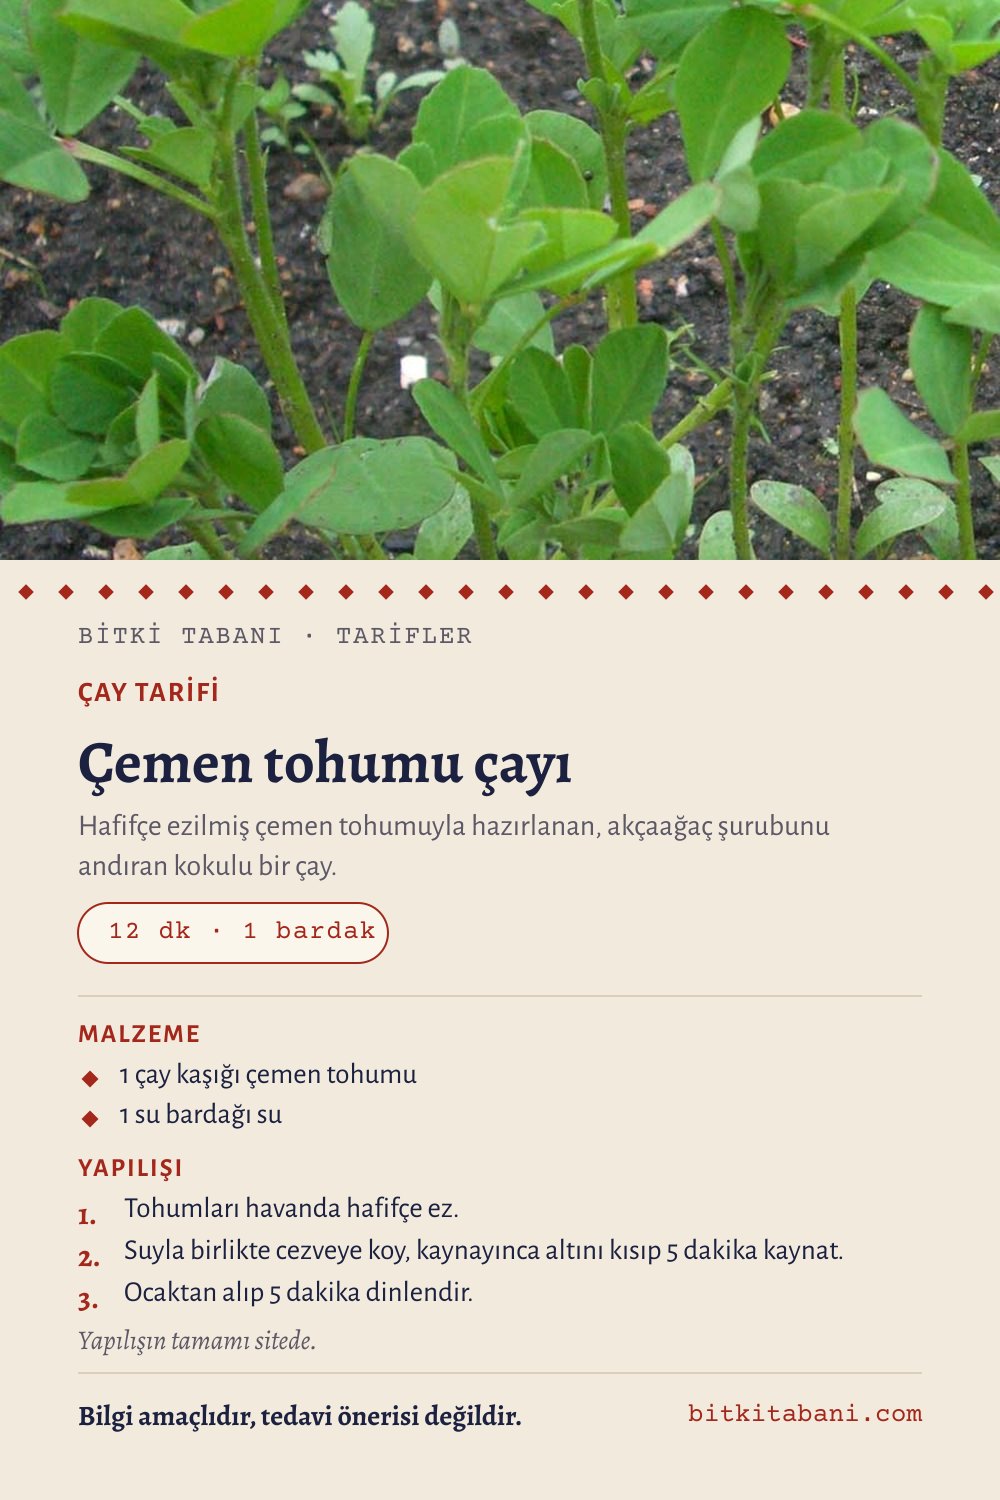 BİTKİ TABANI · TARİFLER
ÇAY TARİFİ
Çemen tohumu çayı
Hafifçe ezilmiş çemen tohumuyla hazırlanan, akçaağaç şurubunu
andıran kokulu bir çay.
12 dk · 1 bardak
MALZEME
◆ 1 çay kaşığı çemen tohumu
◆ 1 su bardağı su
YAPILIŞI
1. Tohumları havanda hafifçe ez.
2. Suyla birlikte cezveye koy, kaynayınca altını kısıp 5 dakika kaynat.
3. Ocaktan alıp 5 dakika dinlendir.
Yapılışın tamamı sitede.
Bilgi amaçlıdır, tedavi önerisi değildir.
bitkitabani.com